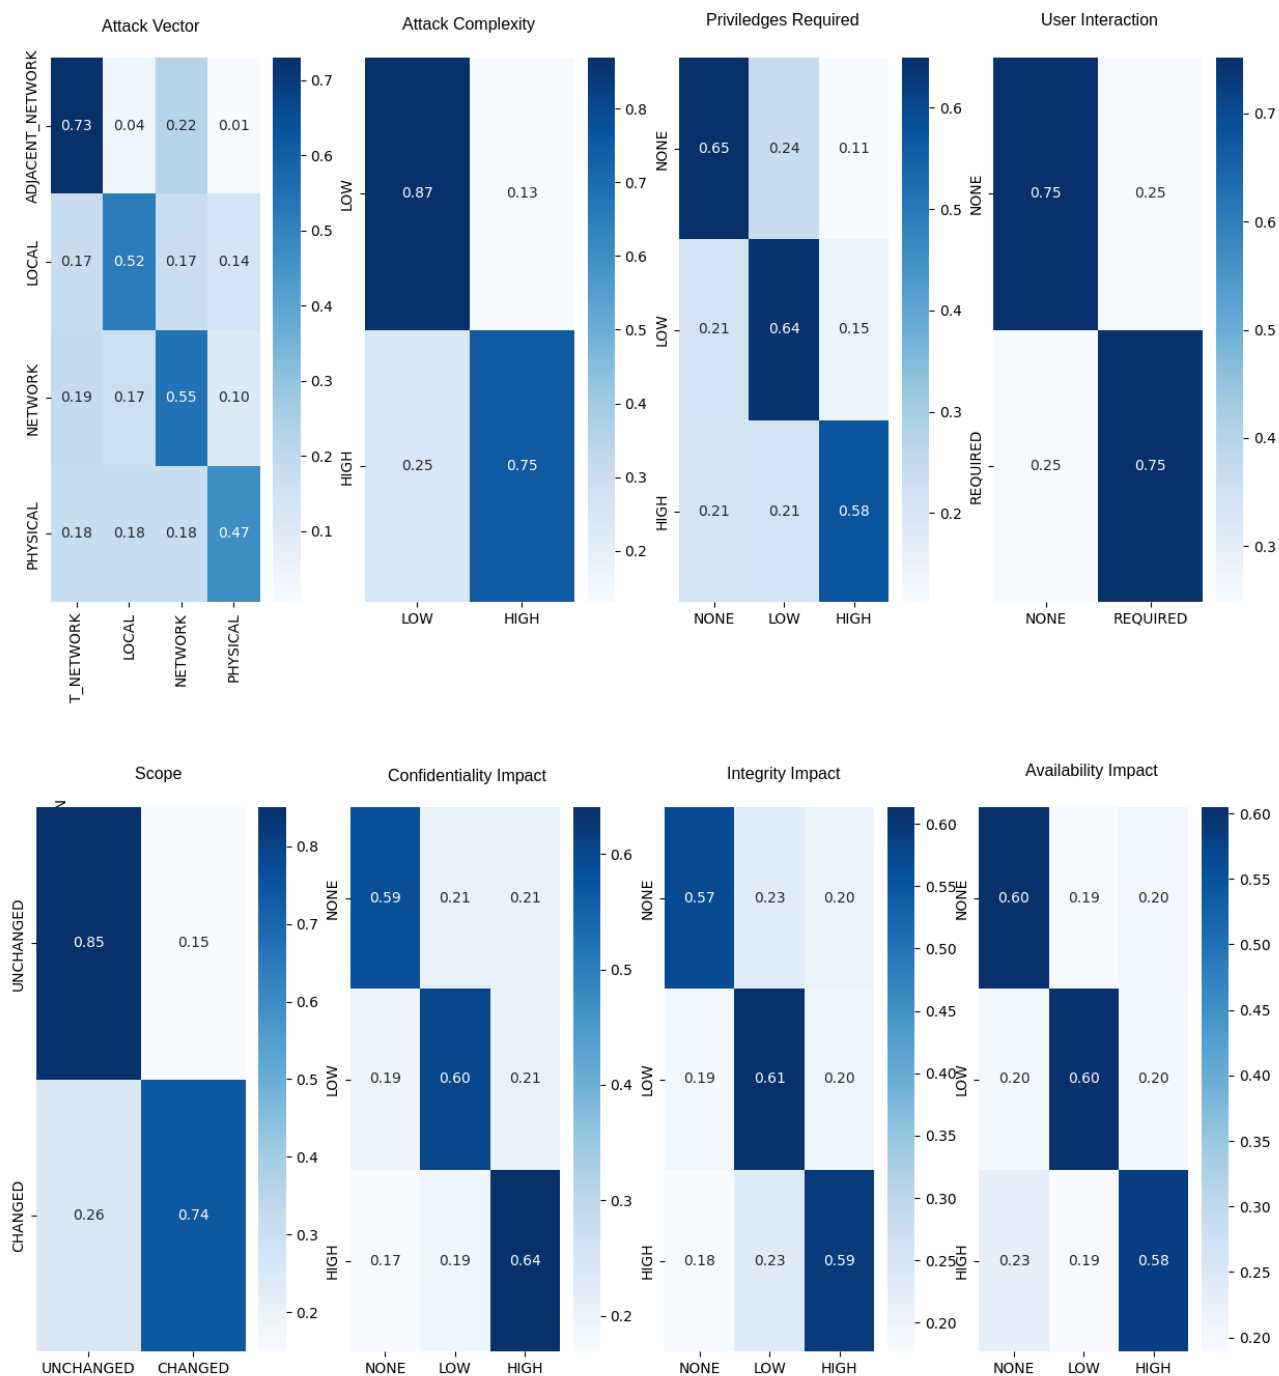 Attack Vector
ADJACENT_NETWORK
LOCAL
NETWORK
PHYSICAL
0.73 0.04 0.22 0.01
0.17 0.52 0.17 0.14
0.19 0.17 0.55 0.10
0.18 0.18 0.18 0.47
T_NETWORK
LOCAL
NETWORK
PHYSICAL
0.7
0.6
0.5
0.4
0.3
0.2
0.1
Attack Complexity
LOW
HIGH
0.87 0.13
0.25 0.75
LOW HIGH
0.8
0.7
0.6
0.5
0.4
0.3
0.2
Priviledges Required
NONE
LOW
HIGH
0.65 0.24 0.11
0.21 0.64 0.15
0.21 0.21 0.58
NONE LOW HIGH
0.6
0.5
0.4
0.3
0.2
User Interaction
NONE
REQUIRED
0.75 0.25
0.25 0.75
NONE REQUIRED
0.7
0.6
0.5
0.4
0.3
Scope
N
UNCHANGED
CHANGED
0.85 0.15
0.26 0.74
UNCHANGED CHANGED
0.8
0.7
0.6
0.5
0.4
0.3
0.2
Confidentiality Impact
NONE
LOW
HIGH
0.59 0.21 0.21
0.19 0.60 0.21
0.17 0.19 0.64
NONE LOW HIGH
0.6
0.5
0.4
0.3
0.2
Integrity Impact
NONE
LOW
HIGH
0.57 0.23 0.20
0.19 0.61 0.20
0.18 0.23 0.59
NONE LOW HIGH
0.60
0.55
0.50
0.45
0.40
0.35
0.30
0.25
0.20
Availability Impact
NONE
LOW
HIGH
0.60 0.19 0.20
0.20 0.60 0.20
0.23 0.19 0.58
NONE LOW HIGH
0.60
0.55
0.50
0.45
0.40
0.35
0.30
0.25
0.20